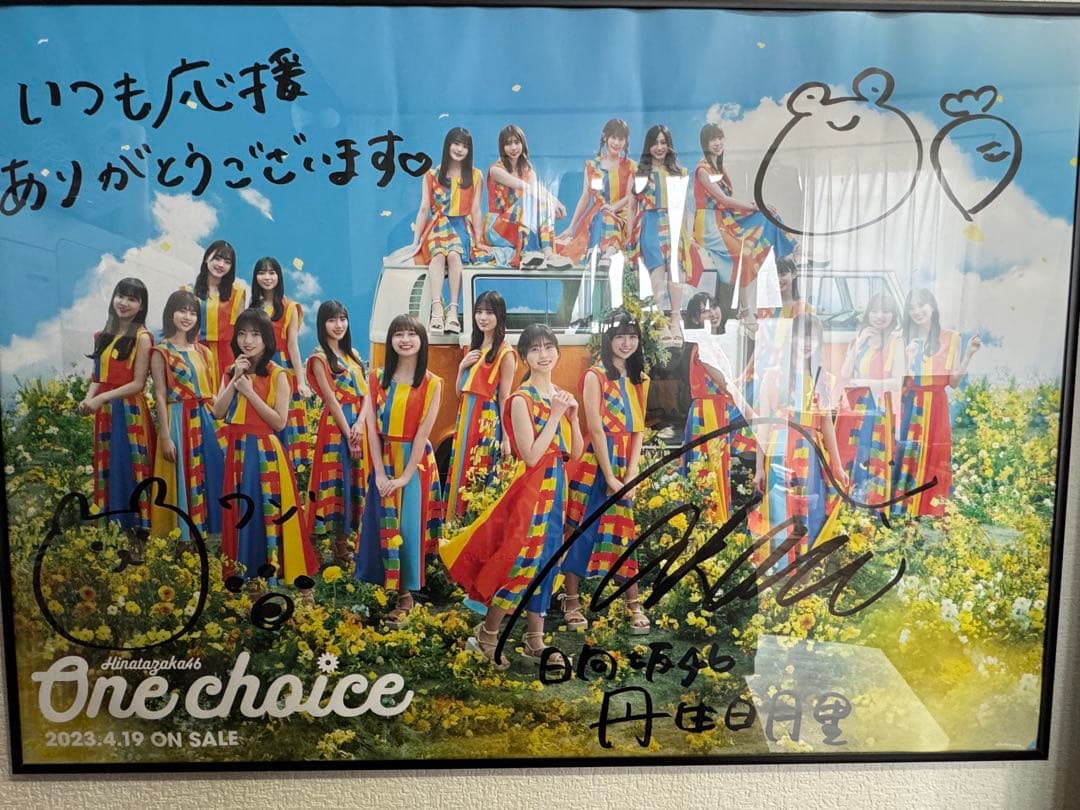 いつも応援
ありがとうございます♡
ワン
日向坂46
丹生明里
Hinatazaka46
One choice
2023.4.19 ON SALE